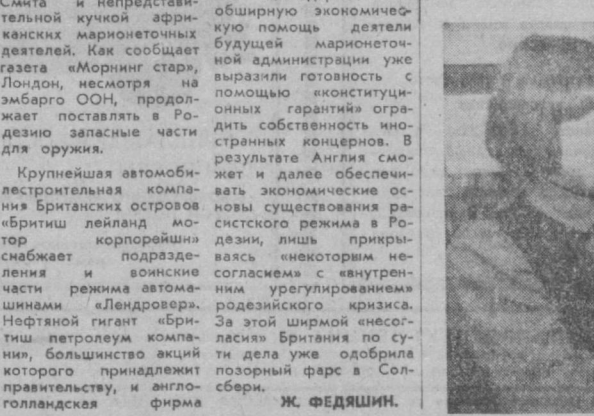 Смита и непредстави-
тельной кучкой афри-
канских марионеточных
деятелей. Как сообщает
газета «Морнинг стар»,
Лондон, несмотря на
эмбарго ООН, продол-
жает поставлять в Ро-
дезию запасные части
для оружия.
Крупнейшая автомоби-
лестроительная компа-
ния Британских островов
«Бритиш лейланд мо-
тор корпорейшн»
снабжает подразде-
ления и воинские
части режима автома-
шинами «Лендровер».
Нефтяной гигант «Бри-
тиш петролеум компа-
ни», большинство акций
которого принадлежит
правительству, и англо-
голландская фирма
обширную экономичес-
кую помощь деятели
будущей марионеточ-
ной администрации уже
выразили готовность с
помощью «конституци-
онных гарантий» огра-
дить собственность ино-
странных концернов. В
результате Англия смо-
жет и далее обеспечи-
вать экономические ос-
новы существования ра-
систского режима в Ро-
дезии, лишь прикры-
ваясь «некоторым не-
согласием» с «внутрен-
ним урегулированием»
родезийского кризиса.
За этой ширмой «несог-
ласия» Британия по су-
ти дела уже одобрила
позорный фарс в Сол-
сбери.
Ж. ФЕДЯШИН.